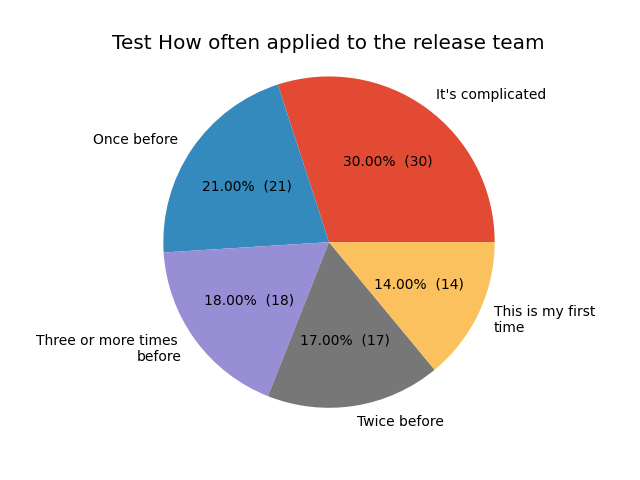 Test How often applied to the release team
It's complicated
Once before
30.00%  (30)
21.00%  (21)
14.00%  (14)
18.00%  (18)
This is my first
time
Three or more times
before
17.00%  (17)
Twice before